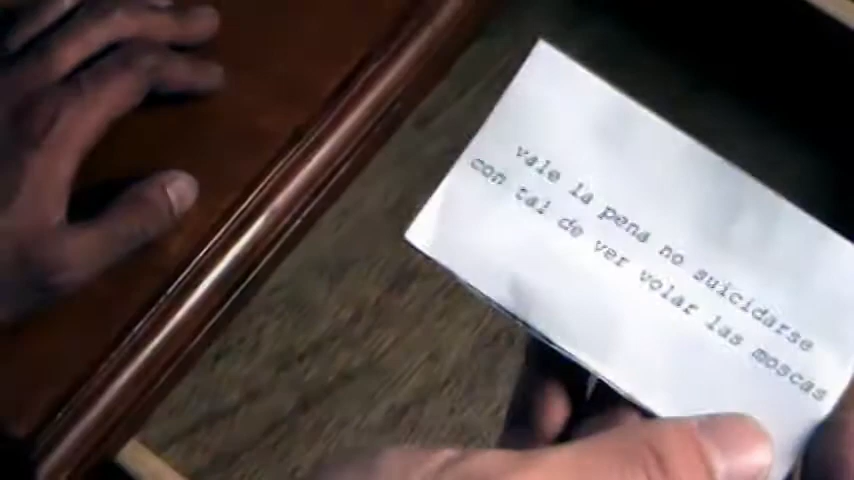 vale la pena no suicidarse
con tal de ver volar las moscas